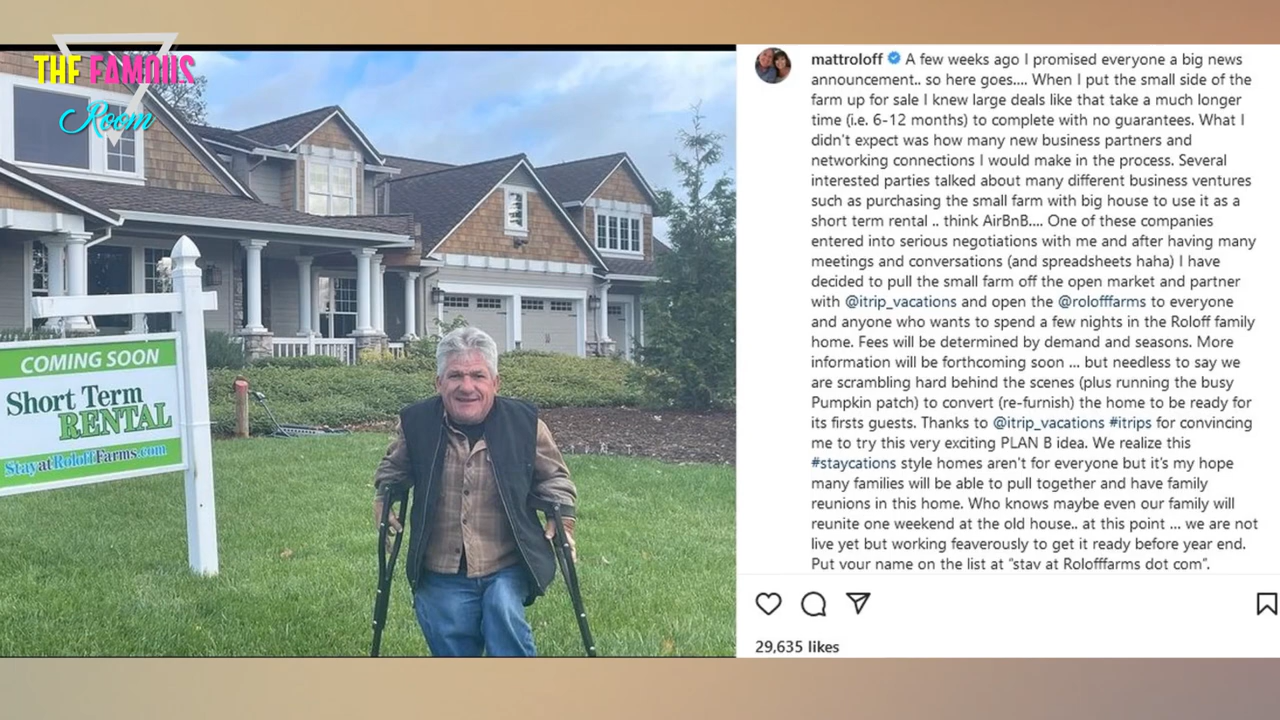 THE FAMOUS
Room
COMING SOON
Short Term
RENTAL
StayatRoloffFarms.com
mattroloff A few weeks ago I promised everyone a big news
announcement.. so here goes.... When I put the small side of the
farm up for sale I knew large deals like that take a much longer
time (i.e. 6-12 months) to complete with no guarantees. What I
didn't expect was how many new business partners and
networking connections I would make in the process. Several
interested parties talked about many different business ventures
such as purchasing the small farm with big house to use it as a
short term rental .. think AirBnB.... One of these companies
entered into serious negotiations with me and after having many
meetings and conversations (and spreadsheets haha) I have
decided to pull the small farm off the open market and partner
with @itrip_vacations and open the @rolofffarms to everyone
and anyone who wants to spend a few nights in the Roloff family
home. Fees will be determined by demand and seasons. More
information will be forthcoming soon ... but needless to say we
are scrambling hard behind the scenes (plus running the busy
Pumpkin patch) to convert (re-furnish) the home to be ready for
its firsts guests. Thanks to @itrip_vacations #itrips for convincing
me to try this very exciting PLAN B idea. We realize this
#staycations style homes aren't for everyone but it's my hope
many families will be able to pull together and have family
reunions in this home. Who knows maybe even our family will
reunite one weekend at the old house.. at this point ... we are not
live yet but working feaverously to get it ready before year end.
Put your name on the list at "stay at Rolofffarms dot com".
29,635 likes